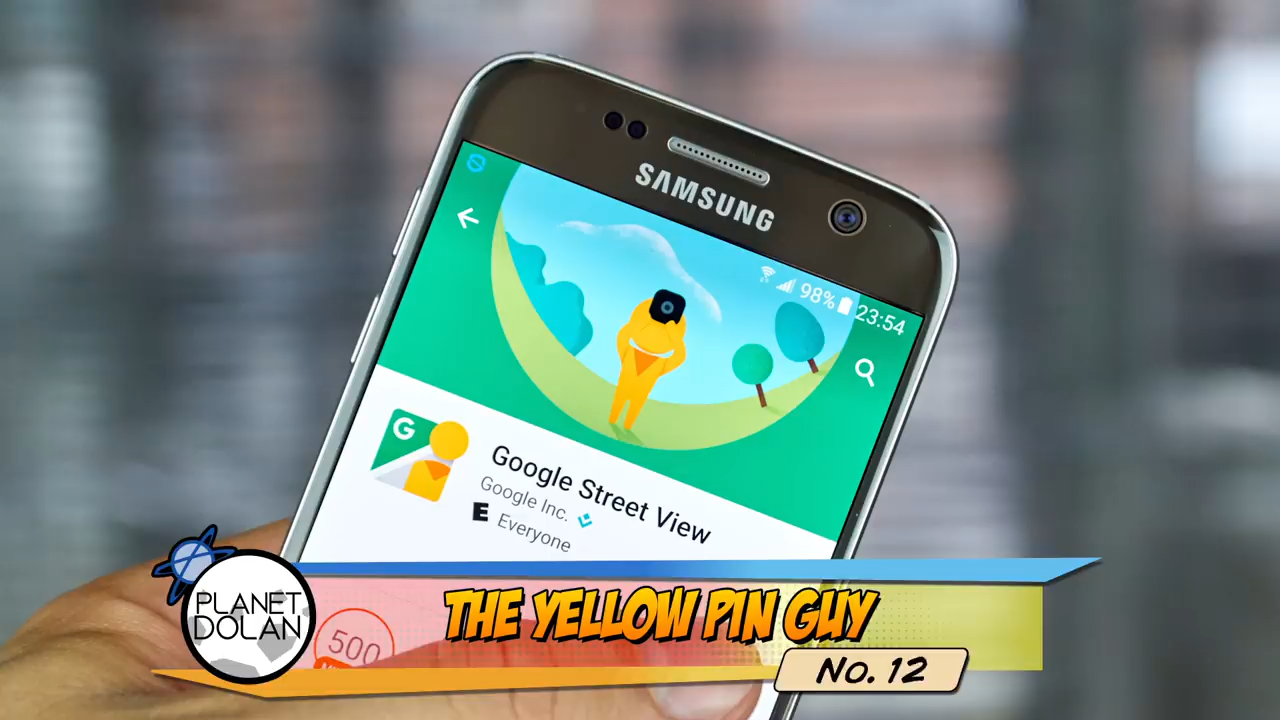 SAMSUNG
98% 23:54
G
Google Street View
Google Inc.
E Everyone
PLANET
DOLAN
500
THE YELLOW PIN GUY
No. 12